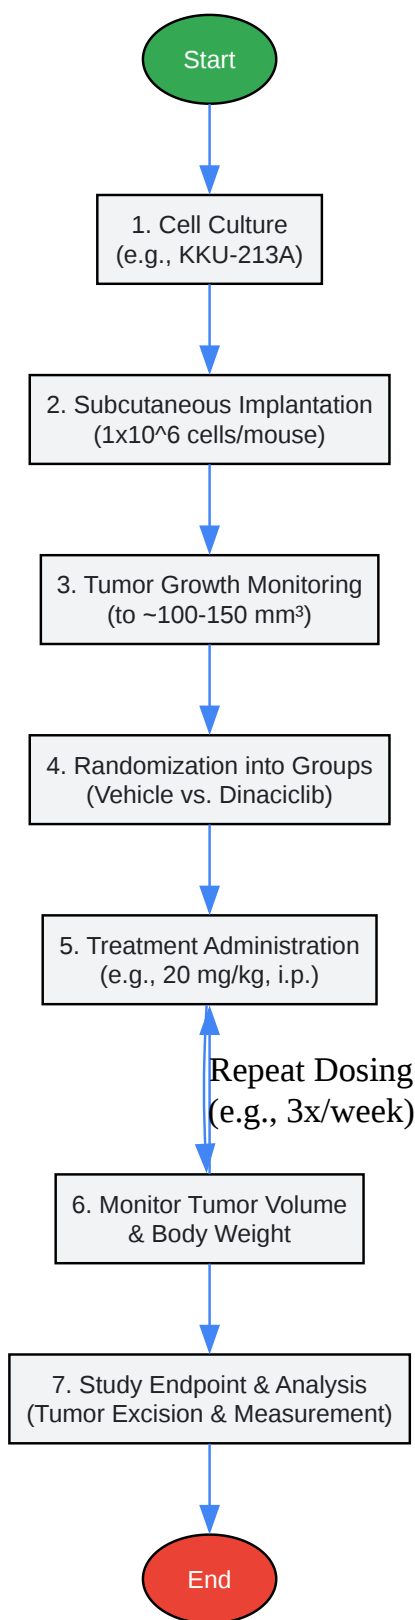 Start
1. Cell Culture
(e.g., KKU-213A)
2. Subcutaneous Implantation
(1x10^6 cells/mouse)
3. Tumor Growth Monitoring
(to ~100-150 mm³)
4. Randomization into Groups
(Vehicle vs. Dinaciclib)
5. Treatment Administration
(e.g., 20 mg/kg, i.p.)
Repeat Dosing
(e.g., 3x/week)
6. Monitor Tumor Volume
& Body Weight
7. Study Endpoint & Analysis
(Tumor Excision & Measurement)
End